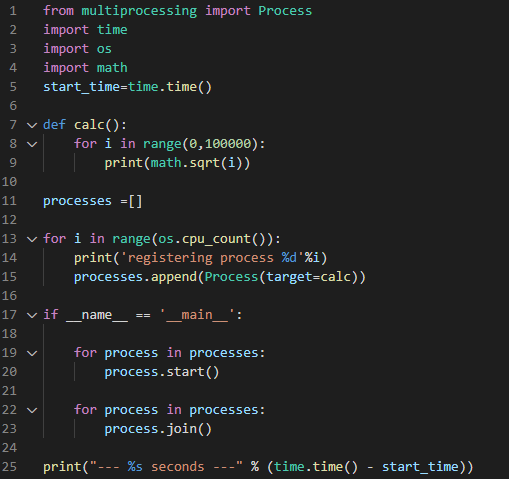 1 from multiprocessing import Process
2 import time
3 import os
4 import math
5 start_time=time.time()
6
7 def calc():
8     for i in range(0,100000):
9         print(math.sqrt(i))
10
11 processes =[]
12
13 for i in range(os.cpu_count()):
14     print('registering process %d'%i)
15     processes.append(Process(target=calc))
16
17 if __name__ == '__main__':
18
19     for process in processes:
20         process.start()
21
22     for process in processes:
23         process.join()
24
25 print("--- %s seconds ---" % (time.time() - start_time))